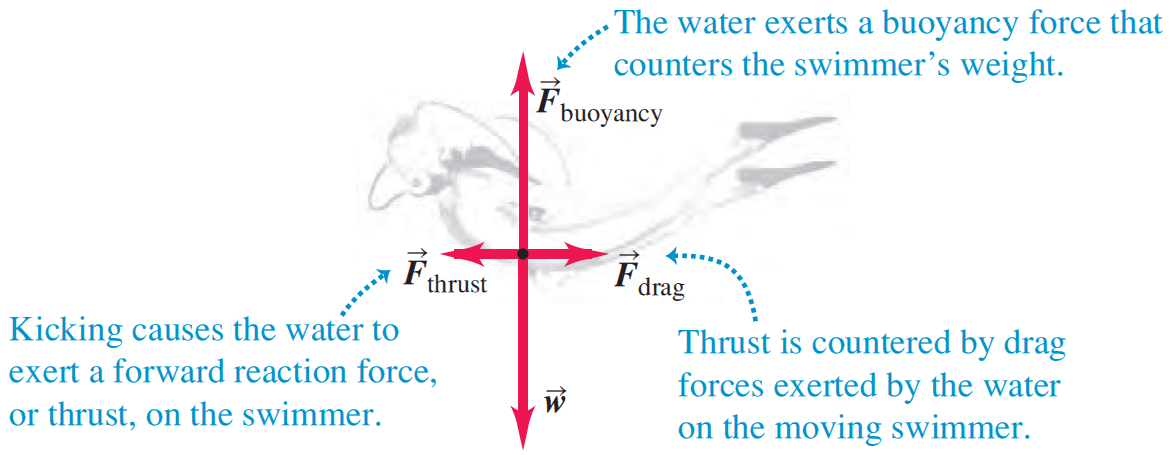 The water exerts a buoyancy force that
counters the swimmer's weight.
F⃗ buoyancy
F⃗ thrust
F⃗ drag
Kicking causes the water to
exert a forward reaction force,
or thrust, on the swimmer.
Thrust is countered by drag
forces exerted by the water
on the moving swimmer.
w⃗